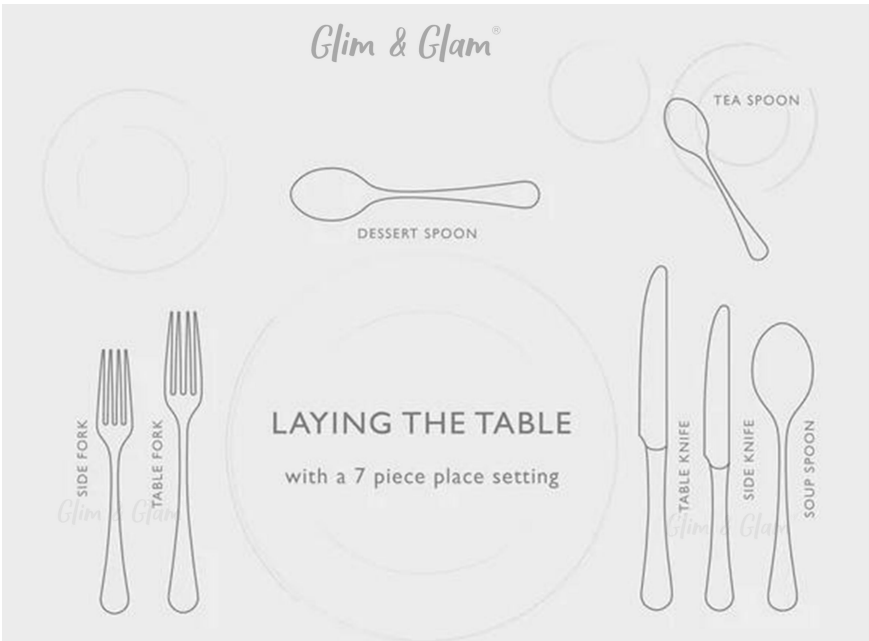 Glim & Glam®
TEA SPOON
DESSERT SPOON
LAYING THE TABLE
with a 7 piece place setting
SIDE FORK
TABLE FORK
TABLE KNIFE
SIDE KNIFE
SOUP SPOON
Glim & Glam
Glim & Glam